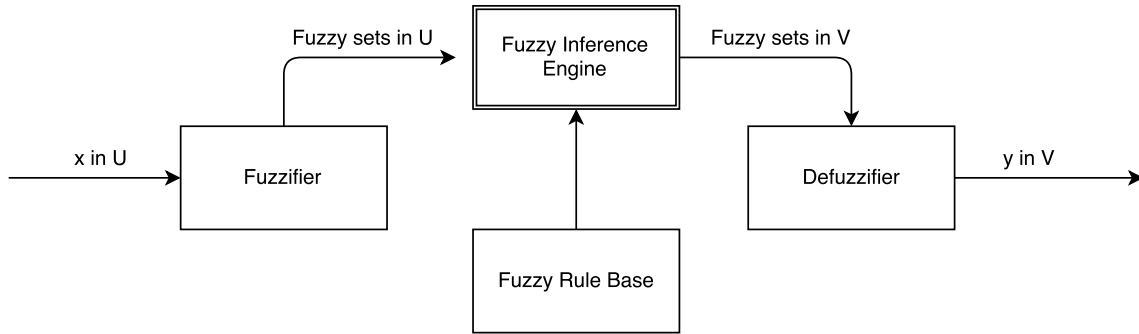 Fuzzy sets in U
Fuzzy Inference
Engine
Fuzzy sets in V
x in U
Fuzzifier
Defuzzifier
y in V
Fuzzy Rule Base